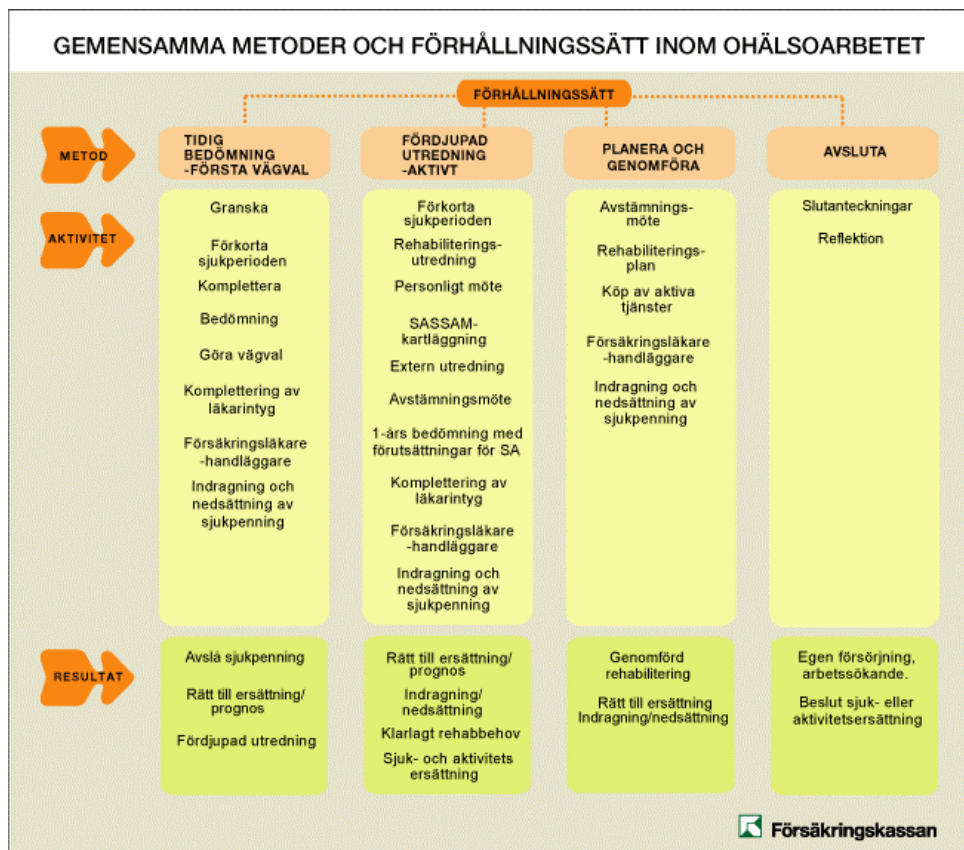 GEMENSAMMA METODER OCH FÖRHÅLLNINGSSÄTT INOM OHÄLSOARBETET
FÖRHÅLLNINGSSÄTT
METOD
TIDIG
BEDÖMNING
-FÖRSTA VÄGVAL
FÖRDJUPAD
UTREDNING
-AKTIVT
PLANERA OCH
GENOMFÖRA
AVSLUTA
AKTIVITET
Granska
Förkorta
sjukperioden
Komplettera
Bedömning
Göra vägval
Komplettering av
läkarintyg
Försäkringsläkare
-handläggare
Indragning och
nedsättning av
sjukpenning
Förkorta
sjukperioden
Rehabiliterings-
utredning
Personligt möte
SASSAM-
kartläggning
Extern utredning
Avstämningsmöte
1-års bedömning med
förutsättningar för SA
Komplettering av
läkarintyg
Försäkringsläkare
-handläggare
Indragning och
nedsättning av
sjukpenning
Avstämnings-
möte
Rehabiliterings-
plan
Köp av aktiva
tjänster
Försäkringsläkare
-handläggare
Indragning och
nedsättning av
sjukpenning
Slutanteckningar
Reflektion
RESULTAT
Avslå sjukpenning
Rätt till ersättning/
prognos
Fördjupad utredning
Rätt till ersättning/
prognos
Indragning/
nedsättning
Klarlagt rehabbehov
Sjuk- och aktivitets
ersättning
Genomförd
rehabilitering
Rätt till ersättning
Indragning/nedsättning
Egen försörjning,
arbetssökande.
Beslut sjuk- eller
aktivitetsersättning
Försäkringskassan